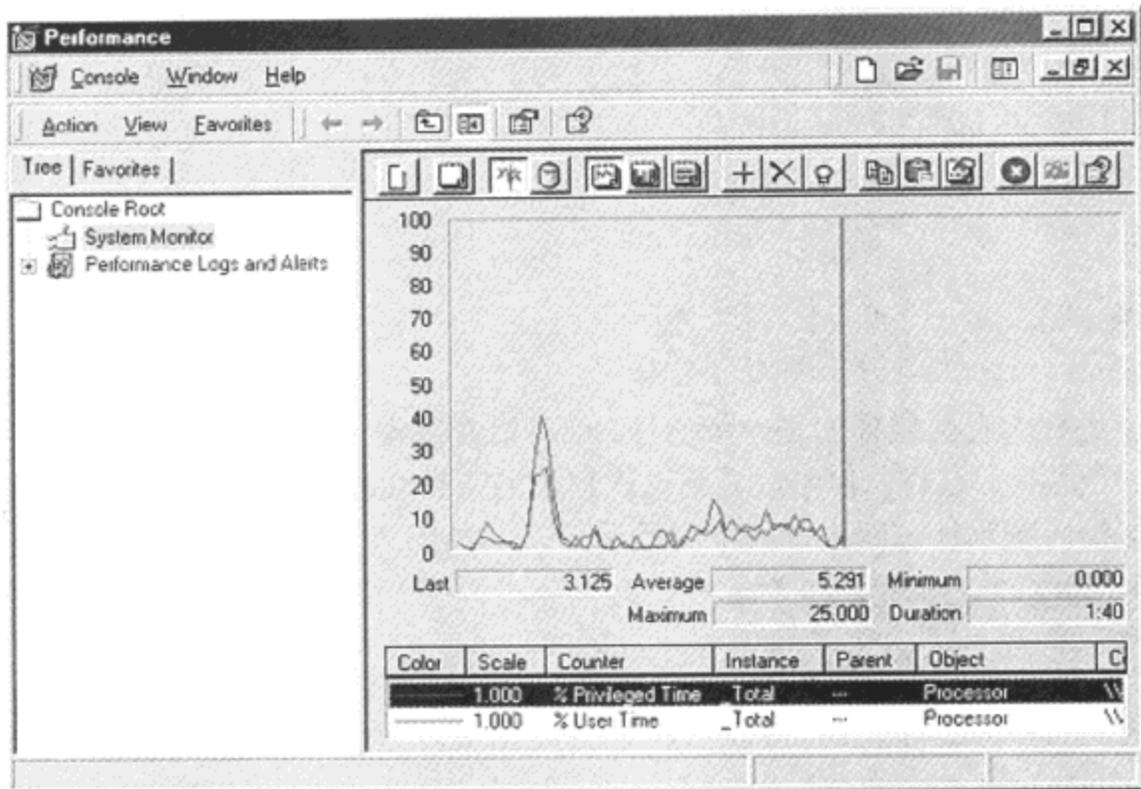 Performance
Console Window Help
Action View Favorites
Tree Favorites
Console Root
System Monitor
Performance Logs and Alerts
100
90
80
70
60
50
40
30
20
10
0
Last 3.125 Average 5.291 Minimum 0.000
Maximum 25.000 Duration 1:40
Color Scale Counter Instance Parent Object C
1.000 % Privileged Time _Total --- Processor \\
1.000 % User Time _Total --- Processor \\